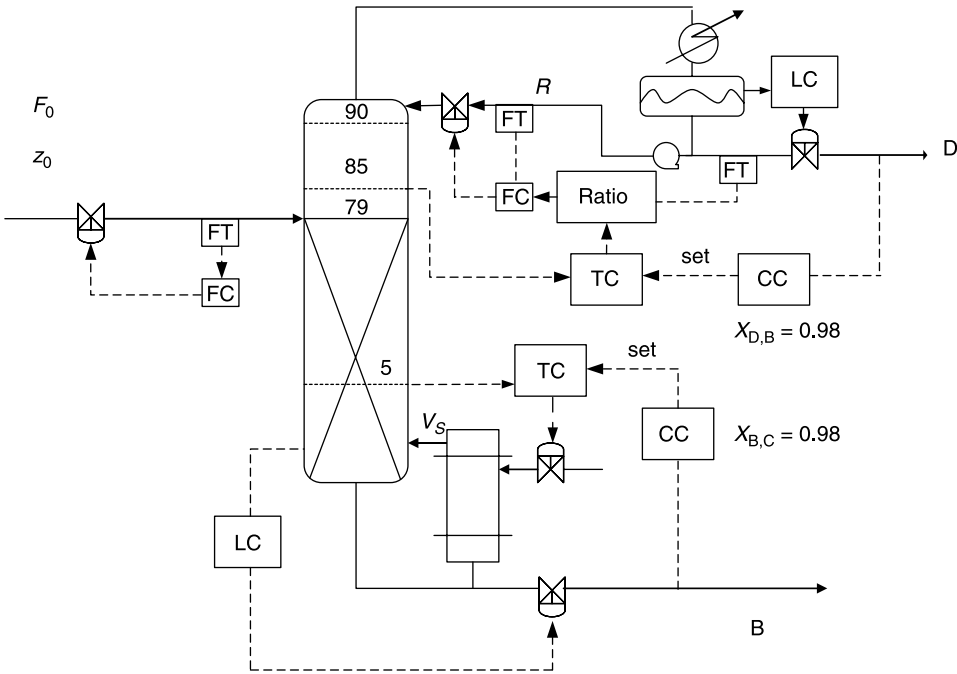 F0
z0
R
LC
90
FT
D
85
FT
FC
Ratio
79
FT
set
TC
CC
FC
XD,B = 0.98
set
5
TC
VS
CC
XB,C = 0.98
LC
B